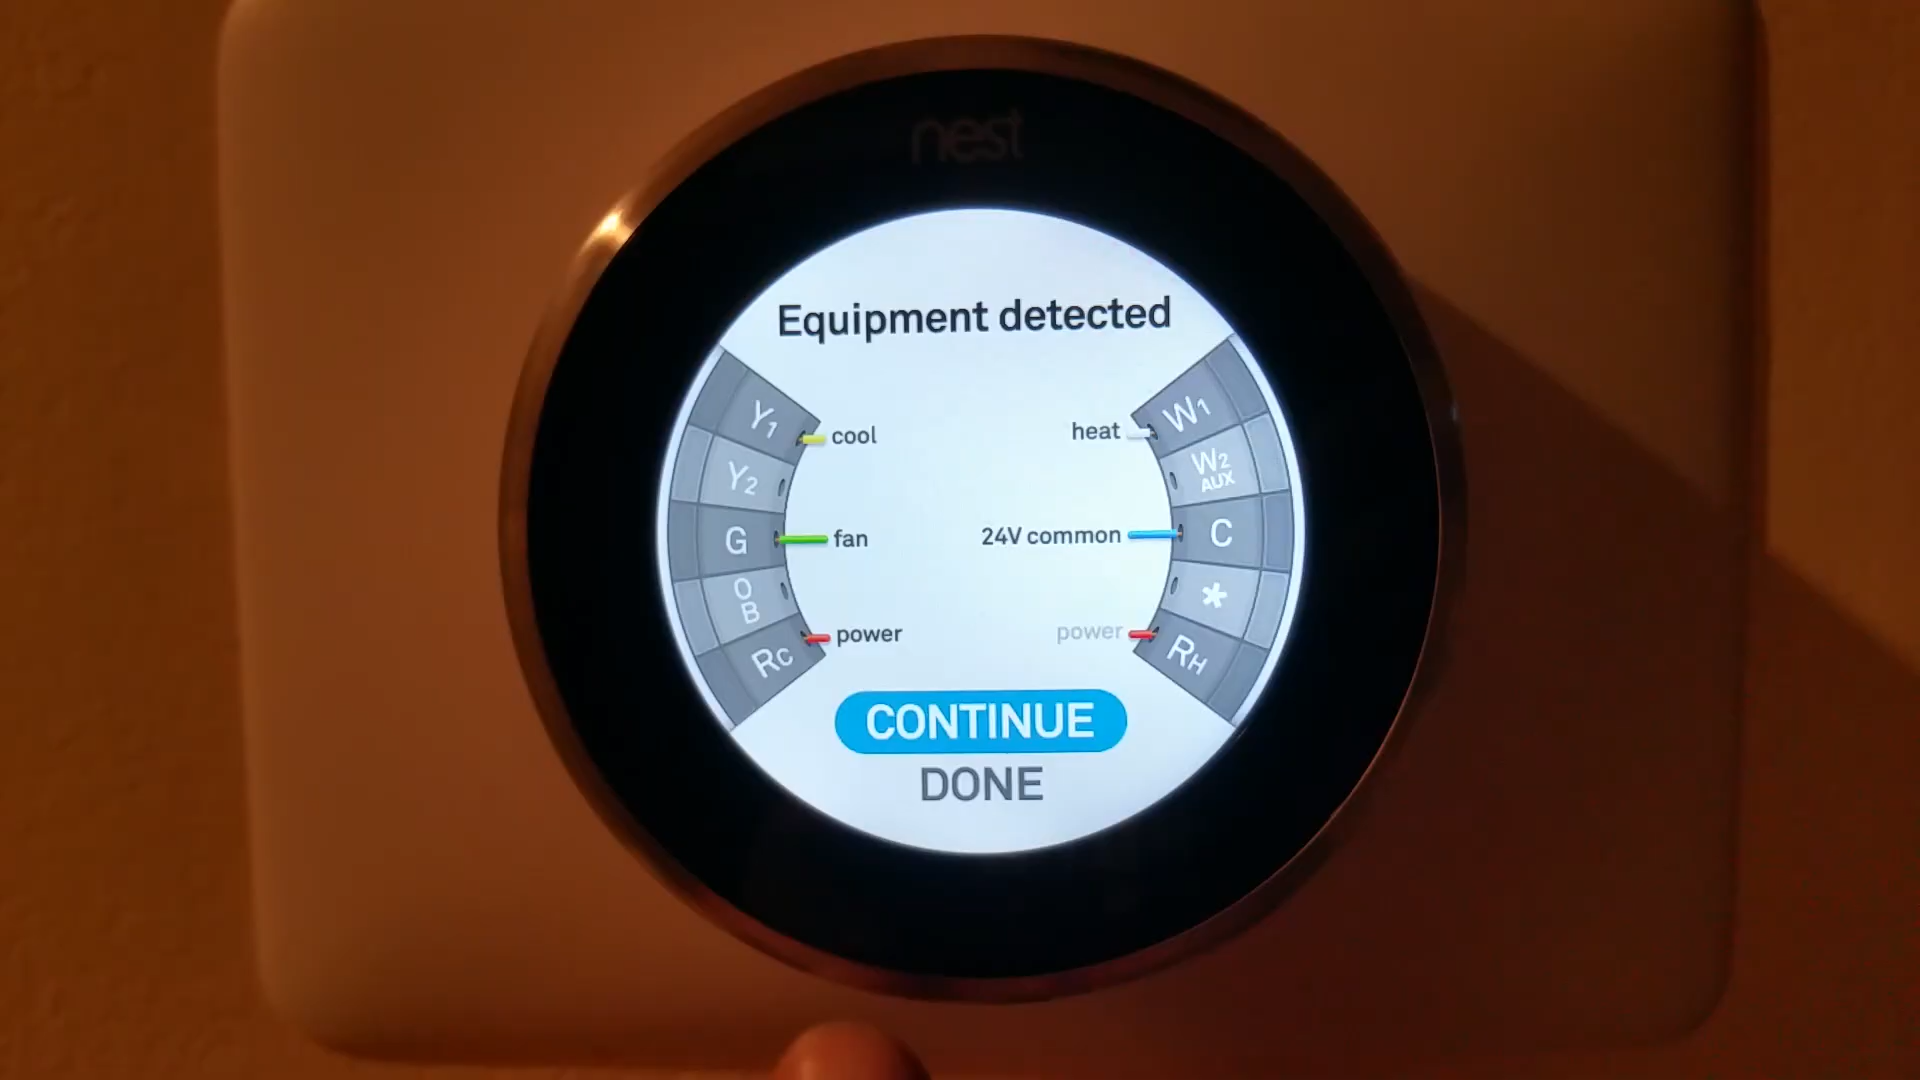 nest
Equipment detected
Y1 cool
Y2
G fan
O
B
Rc power
heat W1
W2
AUX
24V common C
*
power RH
CONTINUE
DONE